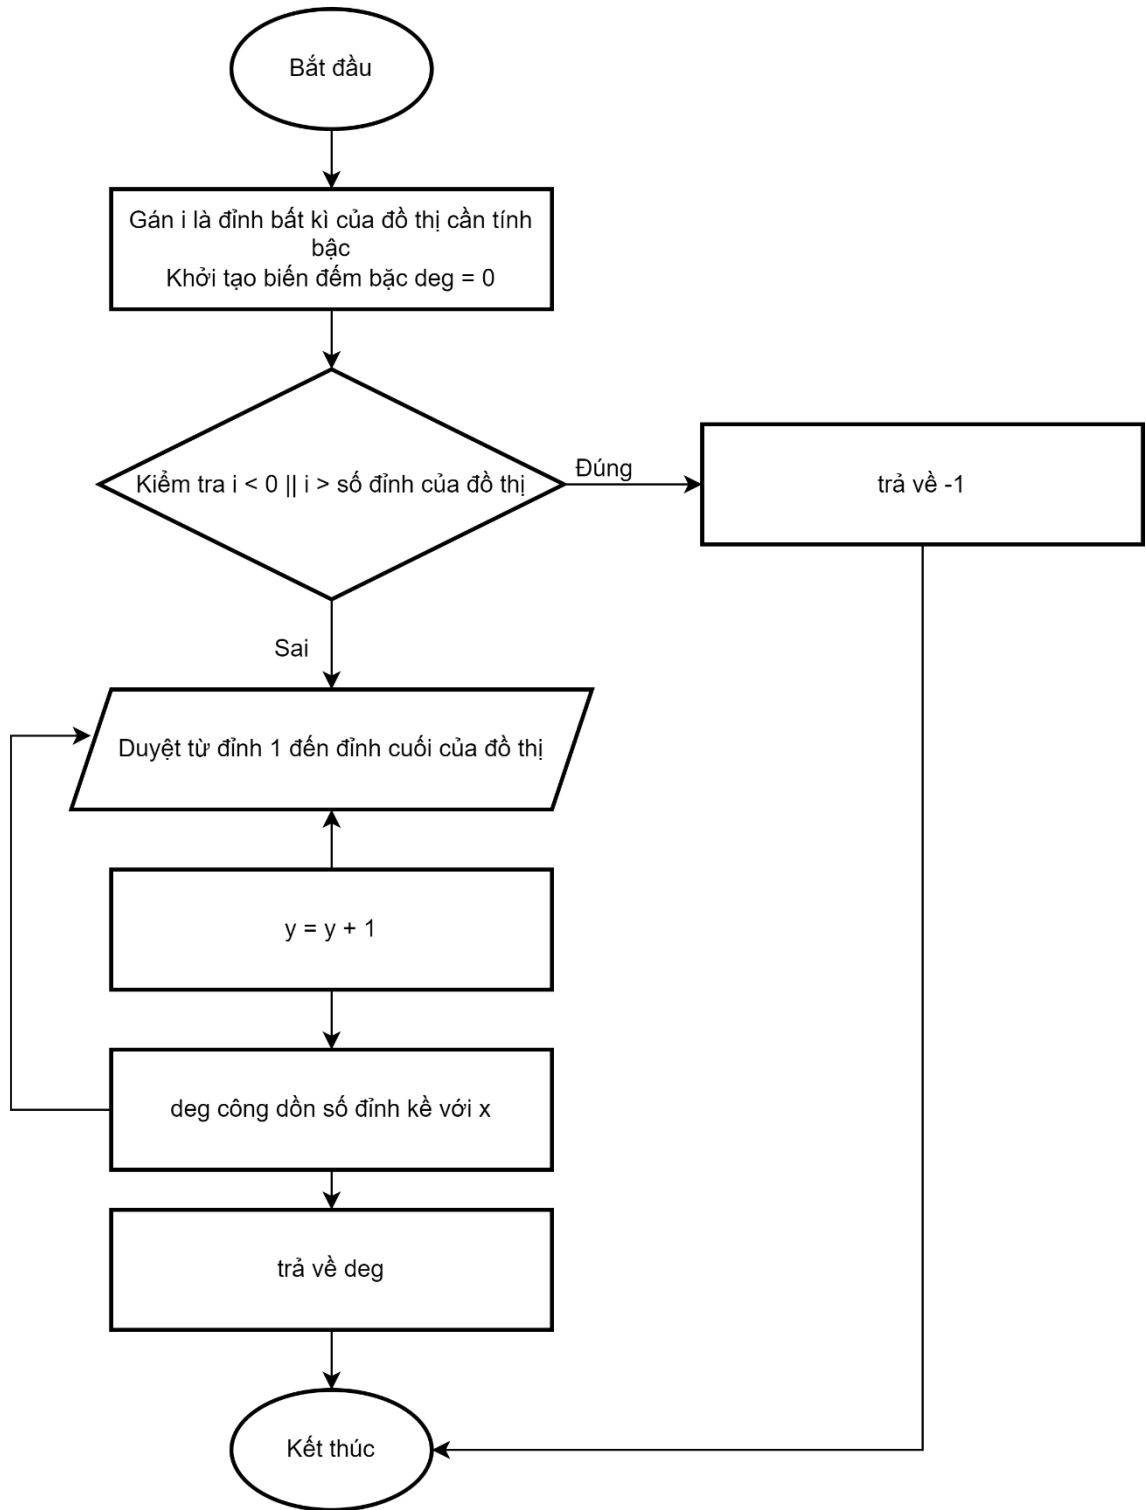 Bắt đầu
Gán i là đỉnh bất kì của đồ thị cần tính
bậc
Khởi tạo biến đếm bặc deg = 0
Kiểm tra i < 0 || i > số đỉnh của đồ thị
Đúng
trả về -1
Sai
Duyệt từ đỉnh 1 đến đỉnh cuối của đồ thị
y = y + 1
deg công dồn số đỉnh kề với x
trả về deg
Kết thúc